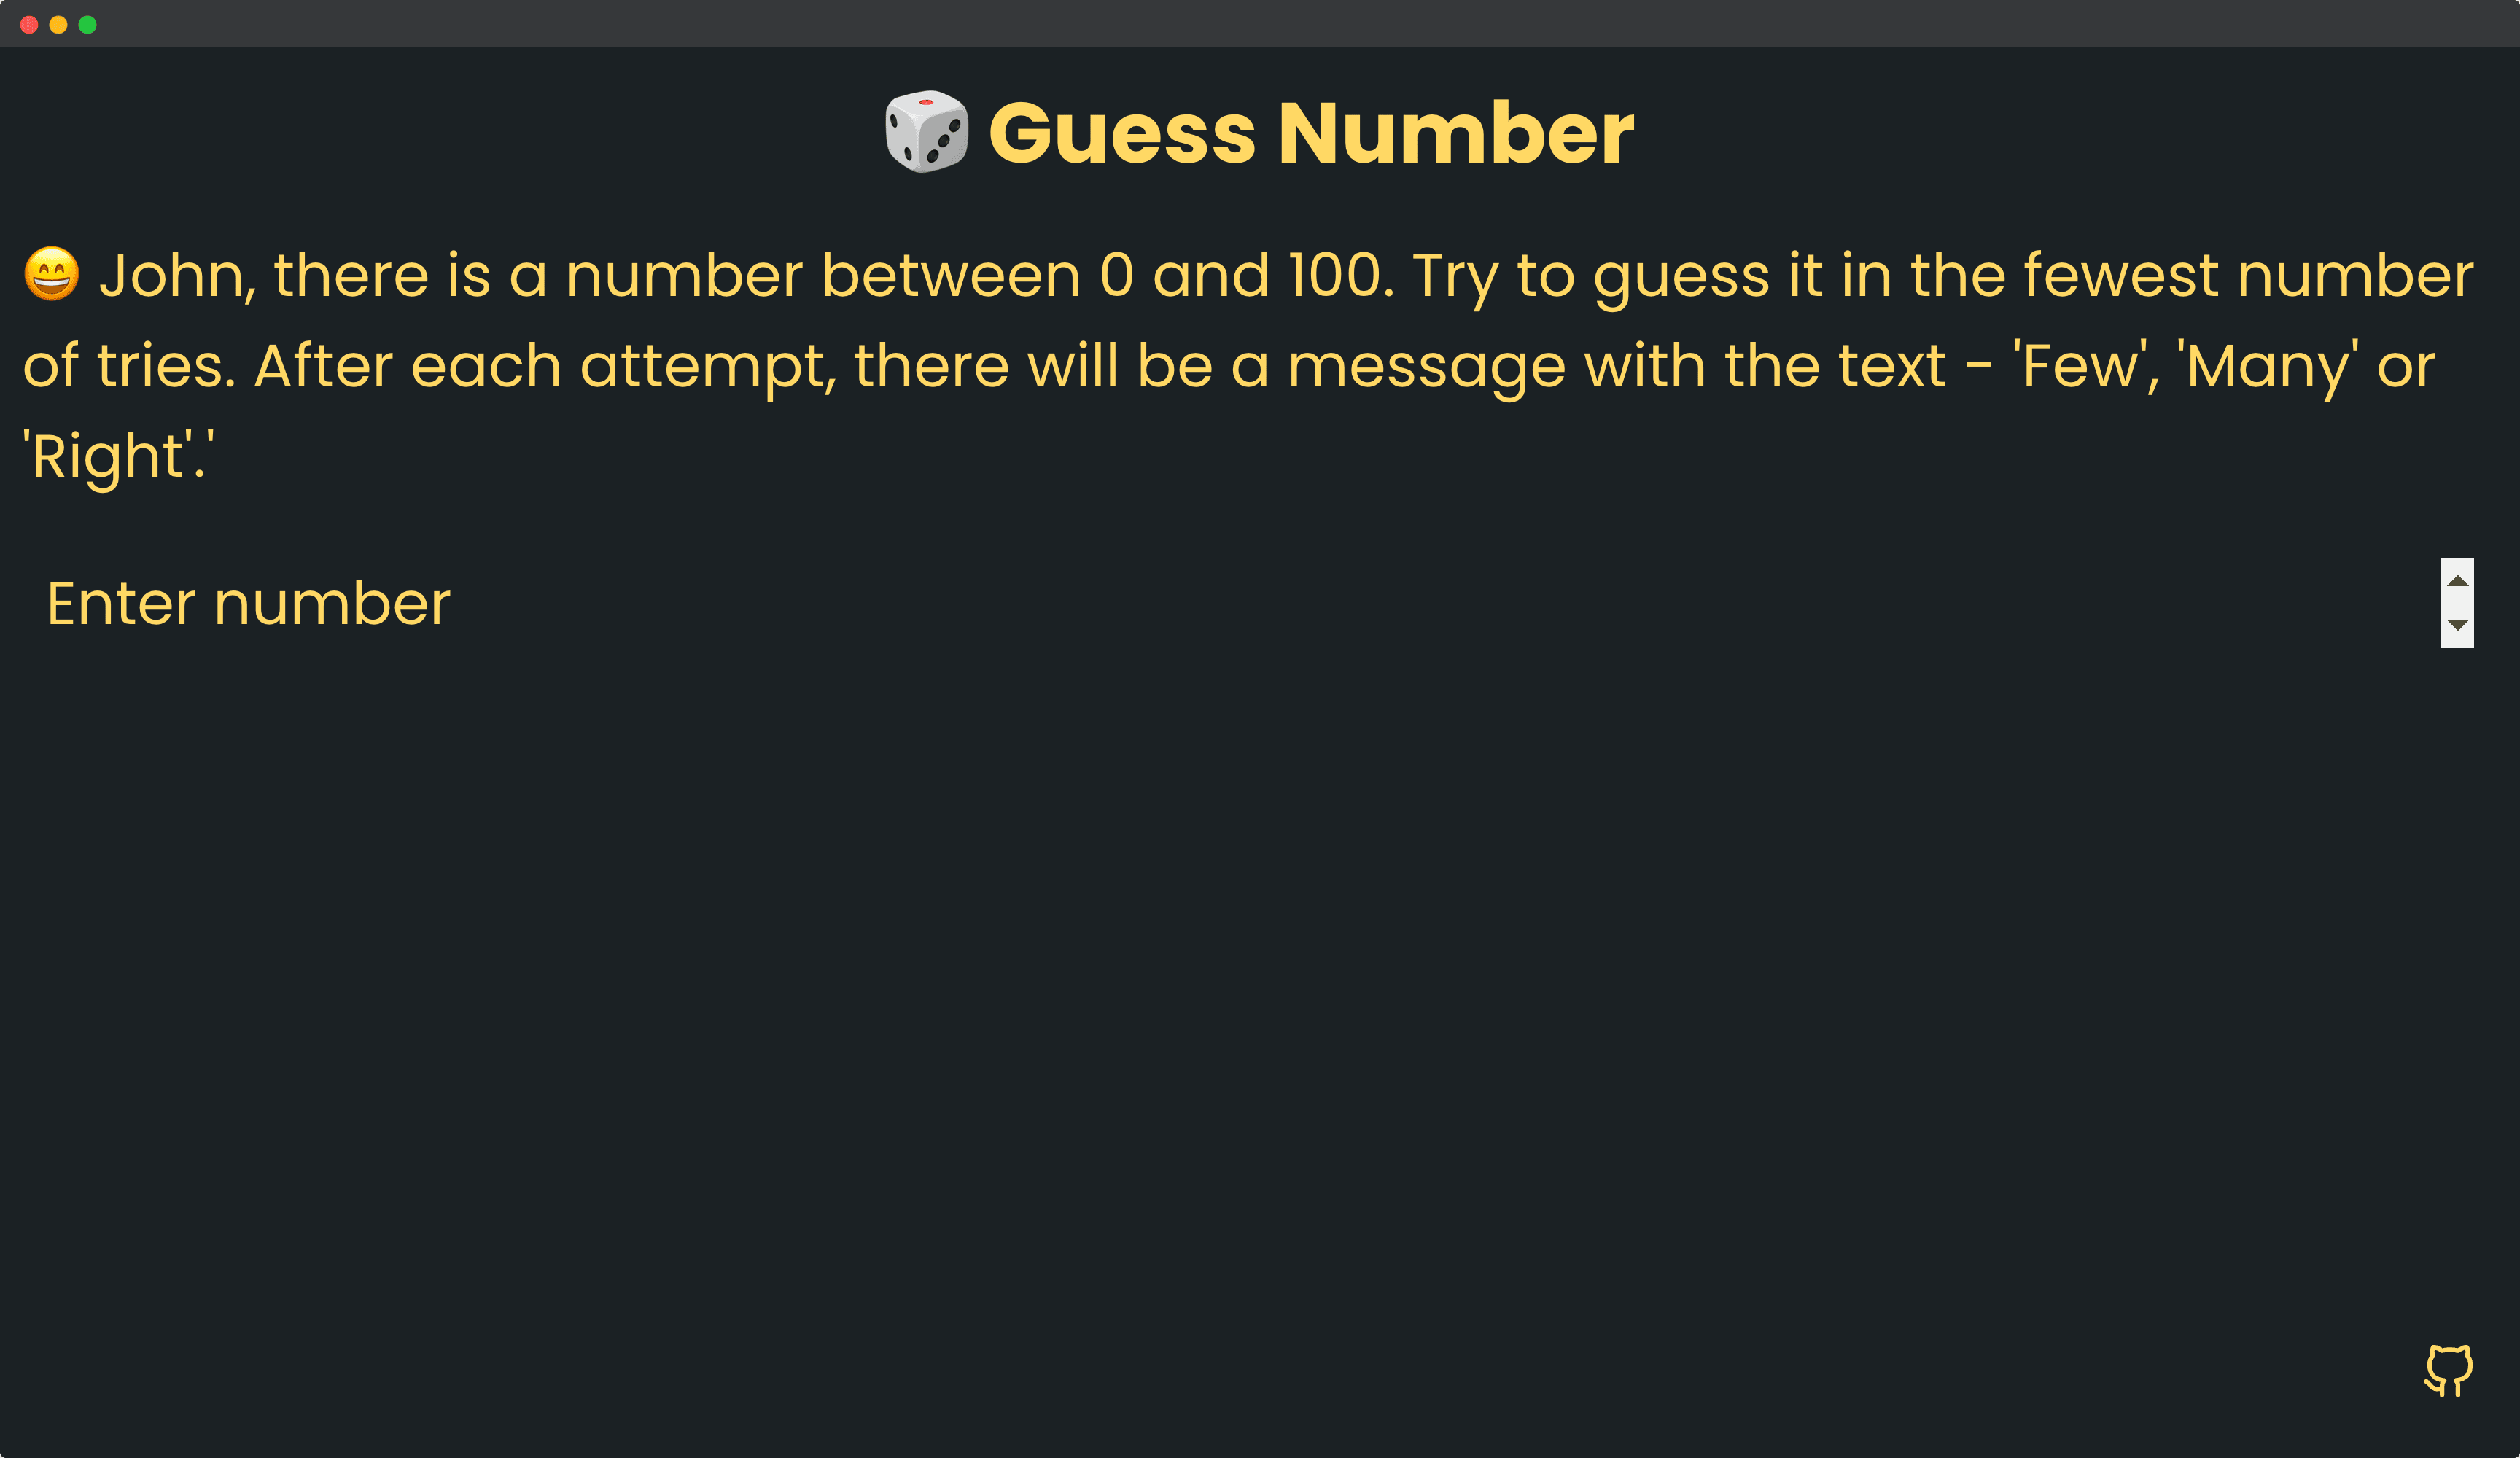 🎲 Guess Number
😄 John, there is a number between 0 and 100. Try to guess it in the fewest number
of tries. After each attempt, there will be a message with the text - 'Few', 'Many' or
'Right'.'
Enter number